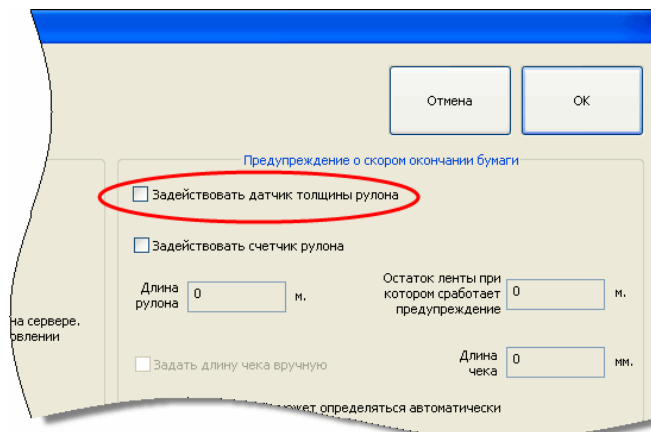 Отмена
OK
Предупреждение о скором окончании бумаги
Задействовать датчик толщины рулона
Задействовать счетчик рулона
Длина
рулона
0
м.
Остаток ленты при
котором сработает
предупреждение
0
м.
на сервере.
овлении
Задать длину чека вручную
Длина
чека
0
мм.
может определяться автоматически